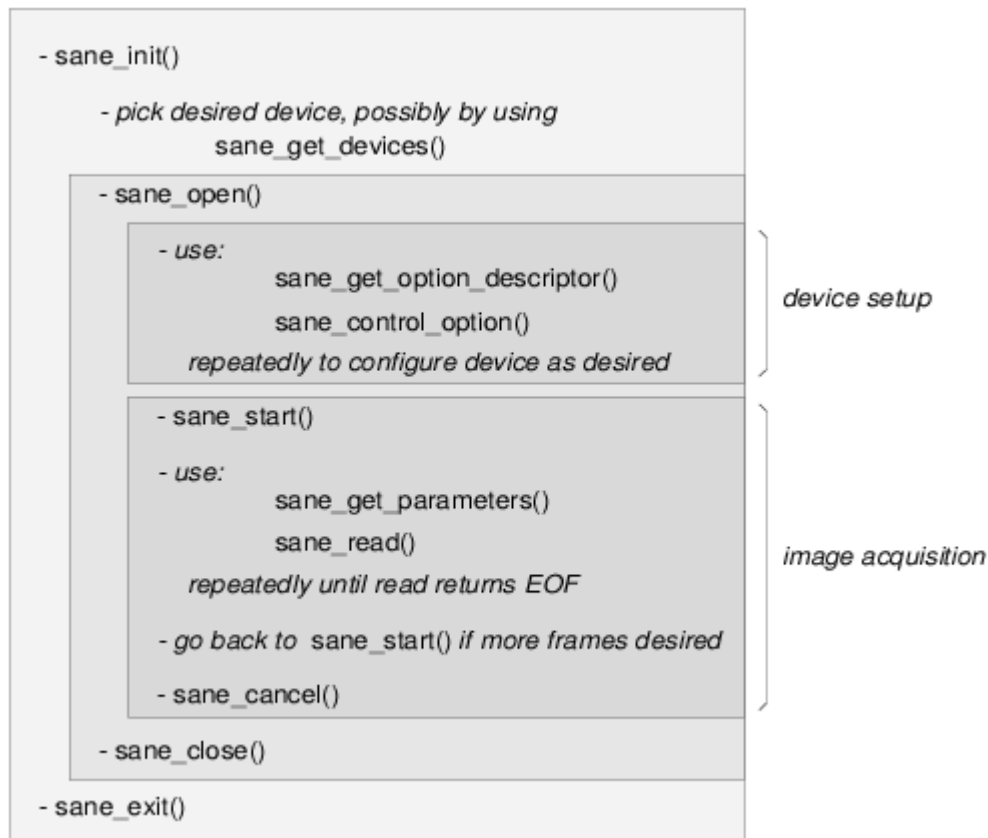 - sane_init()
- pick desired device, possibly by using
sane_get_devices()
- sane_open()
- use:
sane_get_option_descriptor()
sane_control_option()
repeatedly to configure device as desired
device setup
- sane_start()
- use:
sane_get_parameters()
sane_read()
repeatedly until read returns EOF
- go back to sane_start() if more frames desired
- sane_cancel()
image acquisition
- sane_close()
- sane_exit()